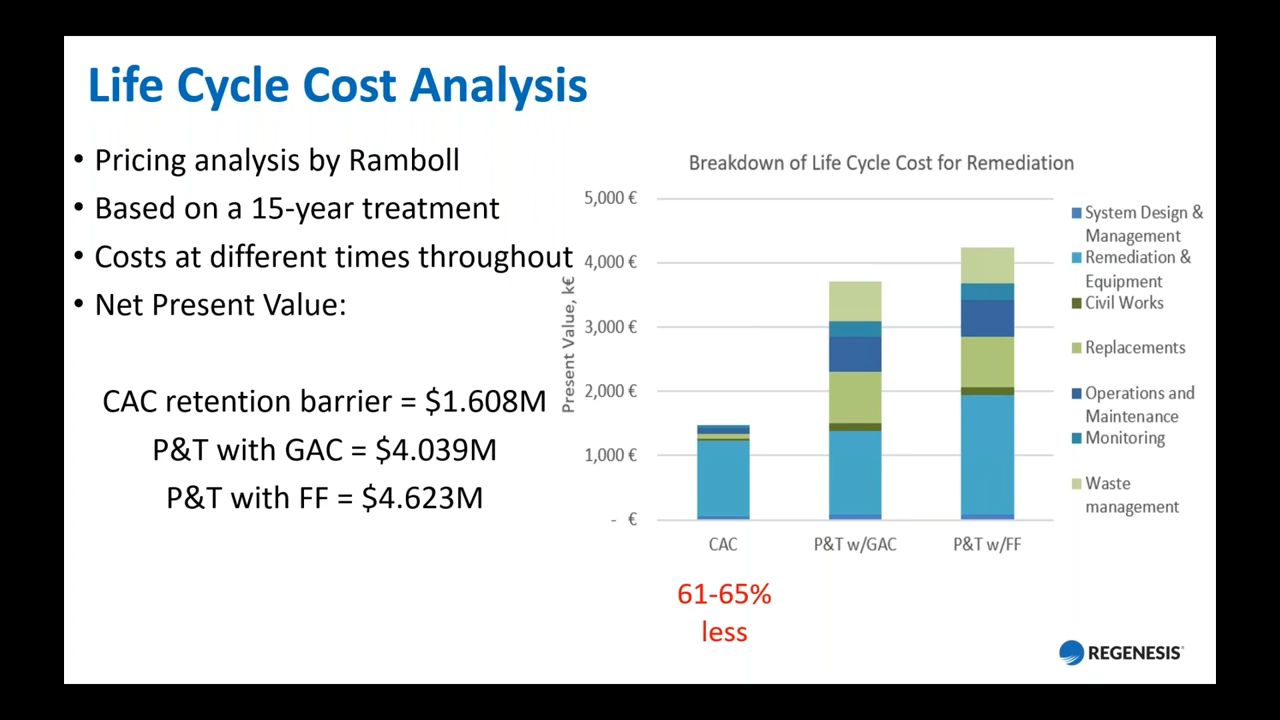 Life Cycle Cost Analysis
• Pricing analysis by Ramboll
• Based on a 15-year treatment
• Costs at different times throughout
• Net Present Value:
CAC retention barrier = $1.608M
P&T with GAC = $4.039M
P&T with FF = $4.623M
Breakdown of Life Cycle Cost for Remediation
Present Value, k€
5,000 €
4,000 €
3,000 €
2,000 €
1,000 €
- €
CAC
P&T w/GAC
P&T w/FF
System Design &
Management
Remediation &
Equipment
Civil Works
Replacements
Operations and
Maintenance
Monitoring
Waste
management
61-65%
less
REGENESIS